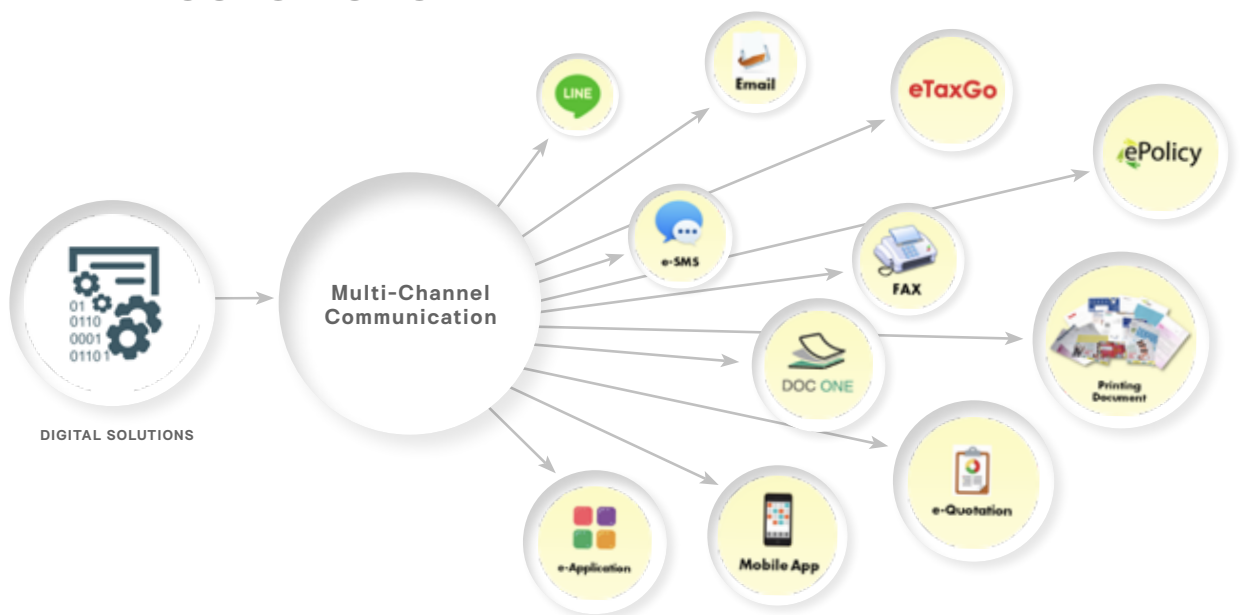 LINE
Email
eTaxGo
ePolicy
e-SMS
FAX
01
0110
0001
01101
Multi-Channel
Communication
DOC ONE
Printing
Document
DIGITAL SOLUTIONS
e-Quotation
e-Application
Mobile App